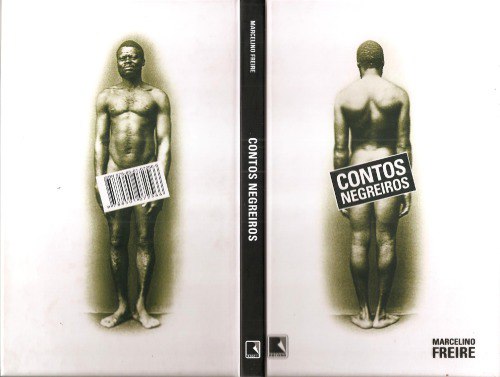 MARCELINO FREIRE
CONTOS NEGREIROS
CONTOS
NEGREIROS
MARCELINO
FREIRE